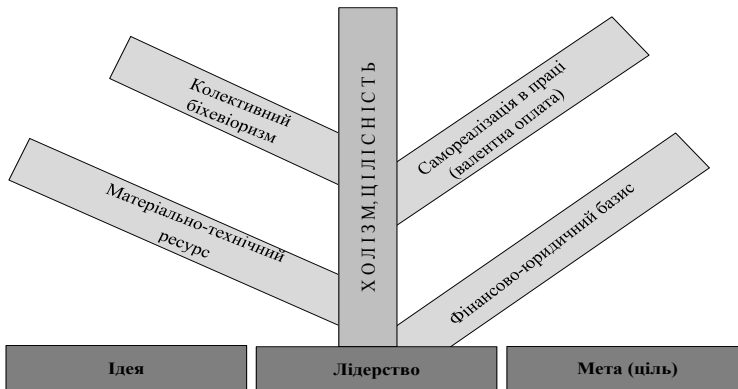 Колективний
біхевіоризм
Матеріально-технічний
ресурс
ХОЛІЗМ,ЦІЛІСНІСТЬ
Самореалізація в праці
(валентна оплата)
Фінансово-юридичний базис
Ідея
Лідерство
Мета (ціль)